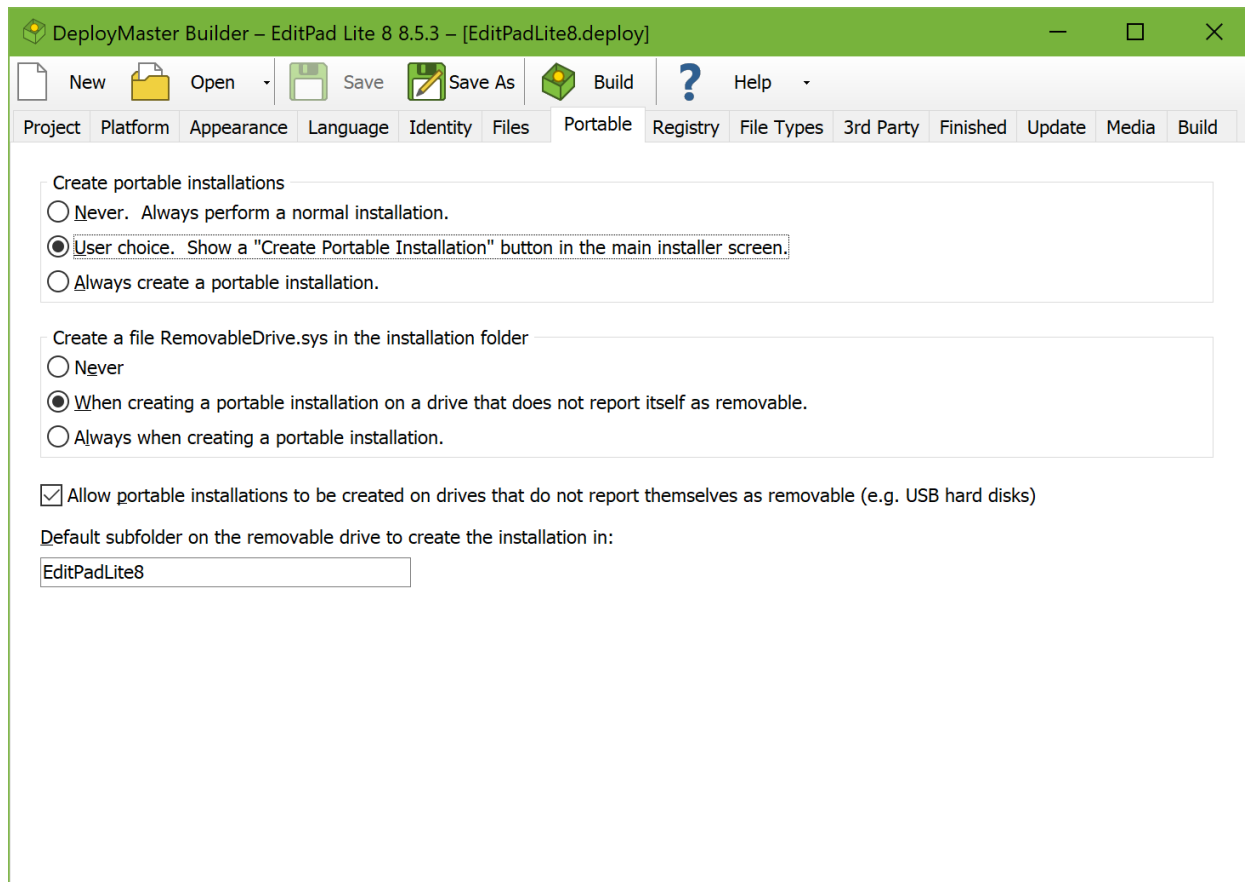 DeployMaster Builder – EditPad Lite 8 8.5.3 – [EditPadLite8.deploy]
New Open Save Save As Build ? Help
Project Platform Appearance Language Identity Files Portable Registry File Types 3rd Party Finished Update Media Build
Create portable installations
Never.  Always perform a normal installation.
User choice.  Show a "Create Portable Installation" button in the main installer screen.
Always create a portable installation.
Create a file RemovableDrive.sys in the installation folder
Never
When creating a portable installation on a drive that does not report itself as removable.
Always when creating a portable installation.
Allow portable installations to be created on drives that do not report themselves as removable (e.g. USB hard disks)
Default subfolder on the removable drive to create the installation in:
EditPadLite8